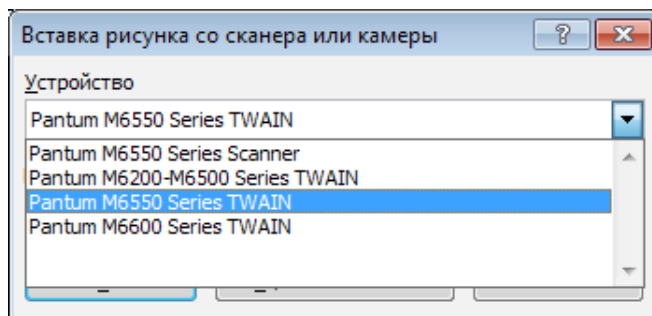 Вставка рисунка со сканера или камеры
Устройство
Pantum M6550 Series TWAIN
Pantum M6550 Series Scanner
Pantum M6200-M6500 Series TWAIN
Pantum M6550 Series TWAIN
Pantum M6600 Series TWAIN